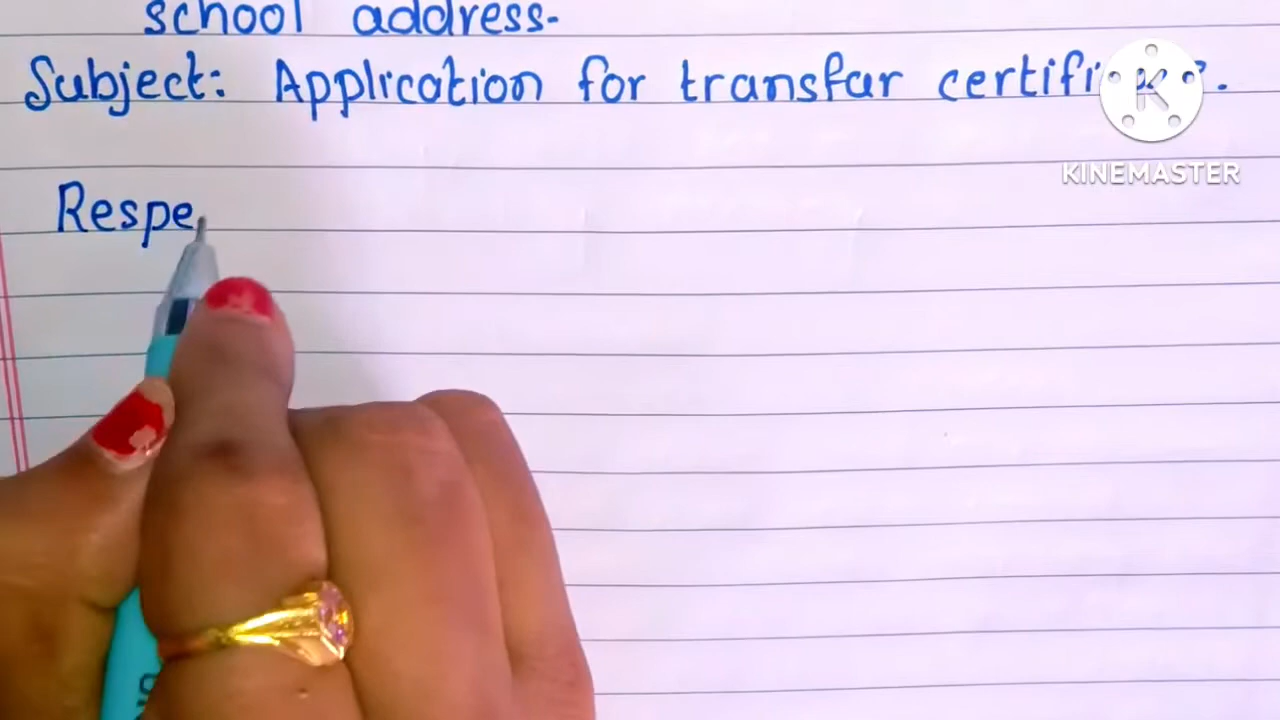 school address.
Subject: Application for transfar
Respe
K
KINEMASTER